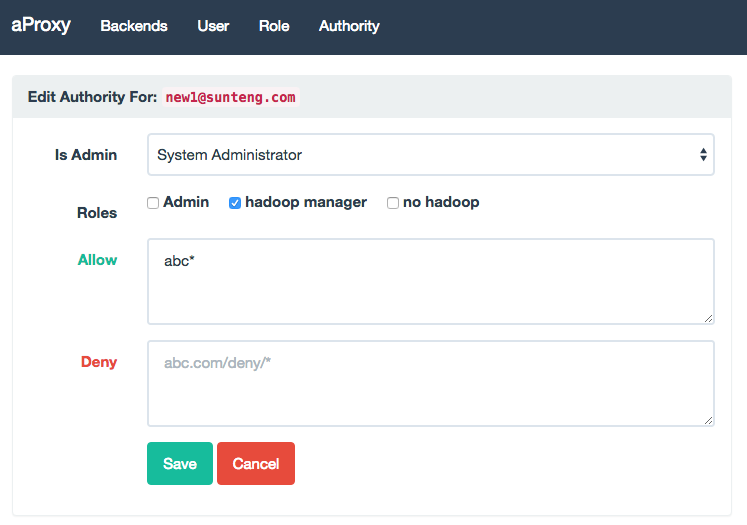 aProxy Backends User Role Authority
Edit Authority For: new1@sunteng.com
Is Admin System Administrator
Roles Admin hadoop manager no hadoop
Allow abc*
Deny abc.com/deny/*
Save Cancel